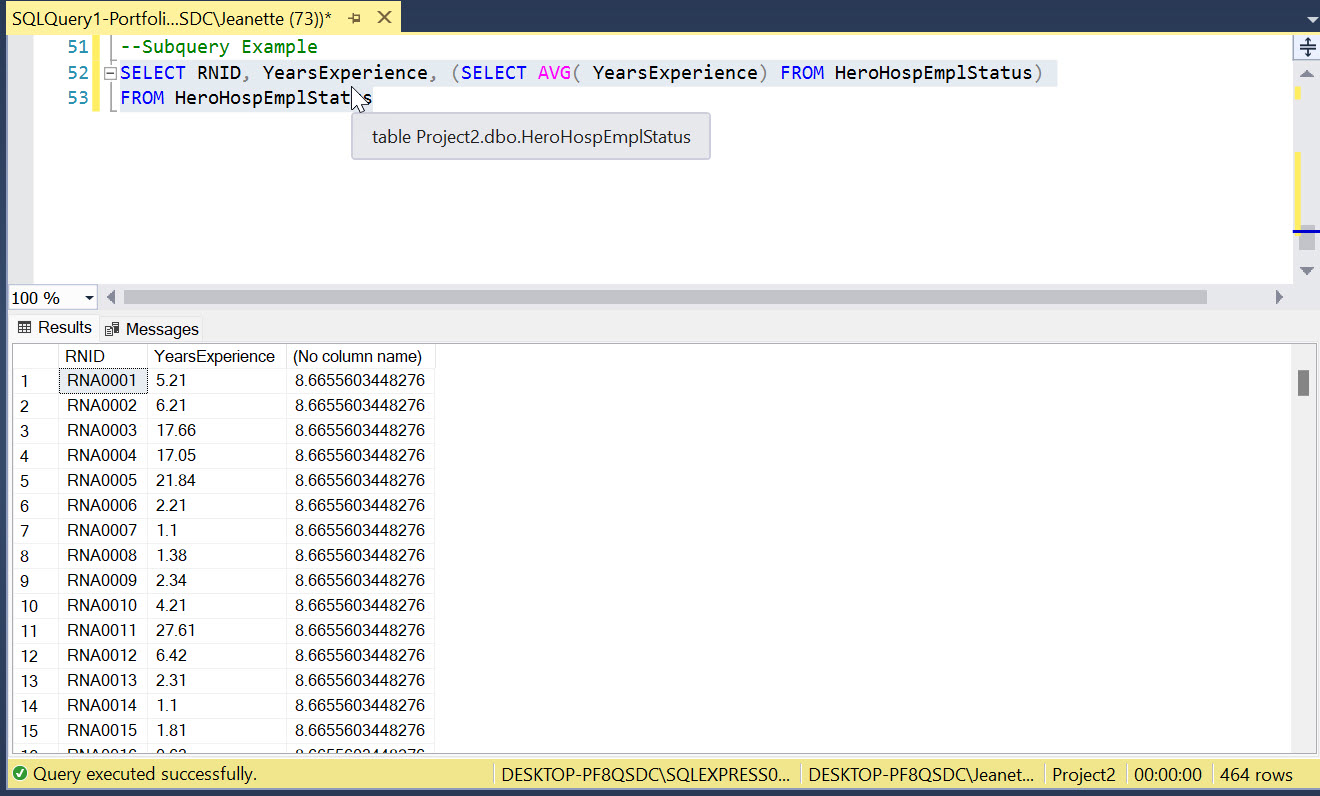 SQLQuery1-Portfoli...SDC\Jeanette (73))*
51 --Subquery Example
52 SELECT RNID, YearsExperience, (SELECT AVG( YearsExperience) FROM HeroHospEmplStatus)
53 FROM HeroHospEmplStatus
table Project2.dbo.HeroHospEmplStatus
100 %
Results Messages
RNID YearsExperience (No column name)
1 RNA0001 5.21 8.6655603448276
2 RNA0002 6.21 8.6655603448276
3 RNA0003 17.66 8.6655603448276
4 RNA0004 17.05 8.6655603448276
5 RNA0005 21.84 8.6655603448276
6 RNA0006 2.21 8.6655603448276
7 RNA0007 1.1 8.6655603448276
8 RNA0008 1.38 8.6655603448276
9 RNA0009 2.34 8.6655603448276
10 RNA0010 4.21 8.6655603448276
11 RNA0011 27.61 8.6655603448276
12 RNA0012 6.42 8.6655603448276
13 RNA0013 2.31 8.6655603448276
14 RNA0014 1.1 8.6655603448276
15 RNA0015 1.81 8.6655603448276
Query executed successfully. DESKTOP-PF8QSDC\SQLEXPRESS0... DESKTOP-PF8QSDC\Jeanet... Project2 00:00:00 464 rows